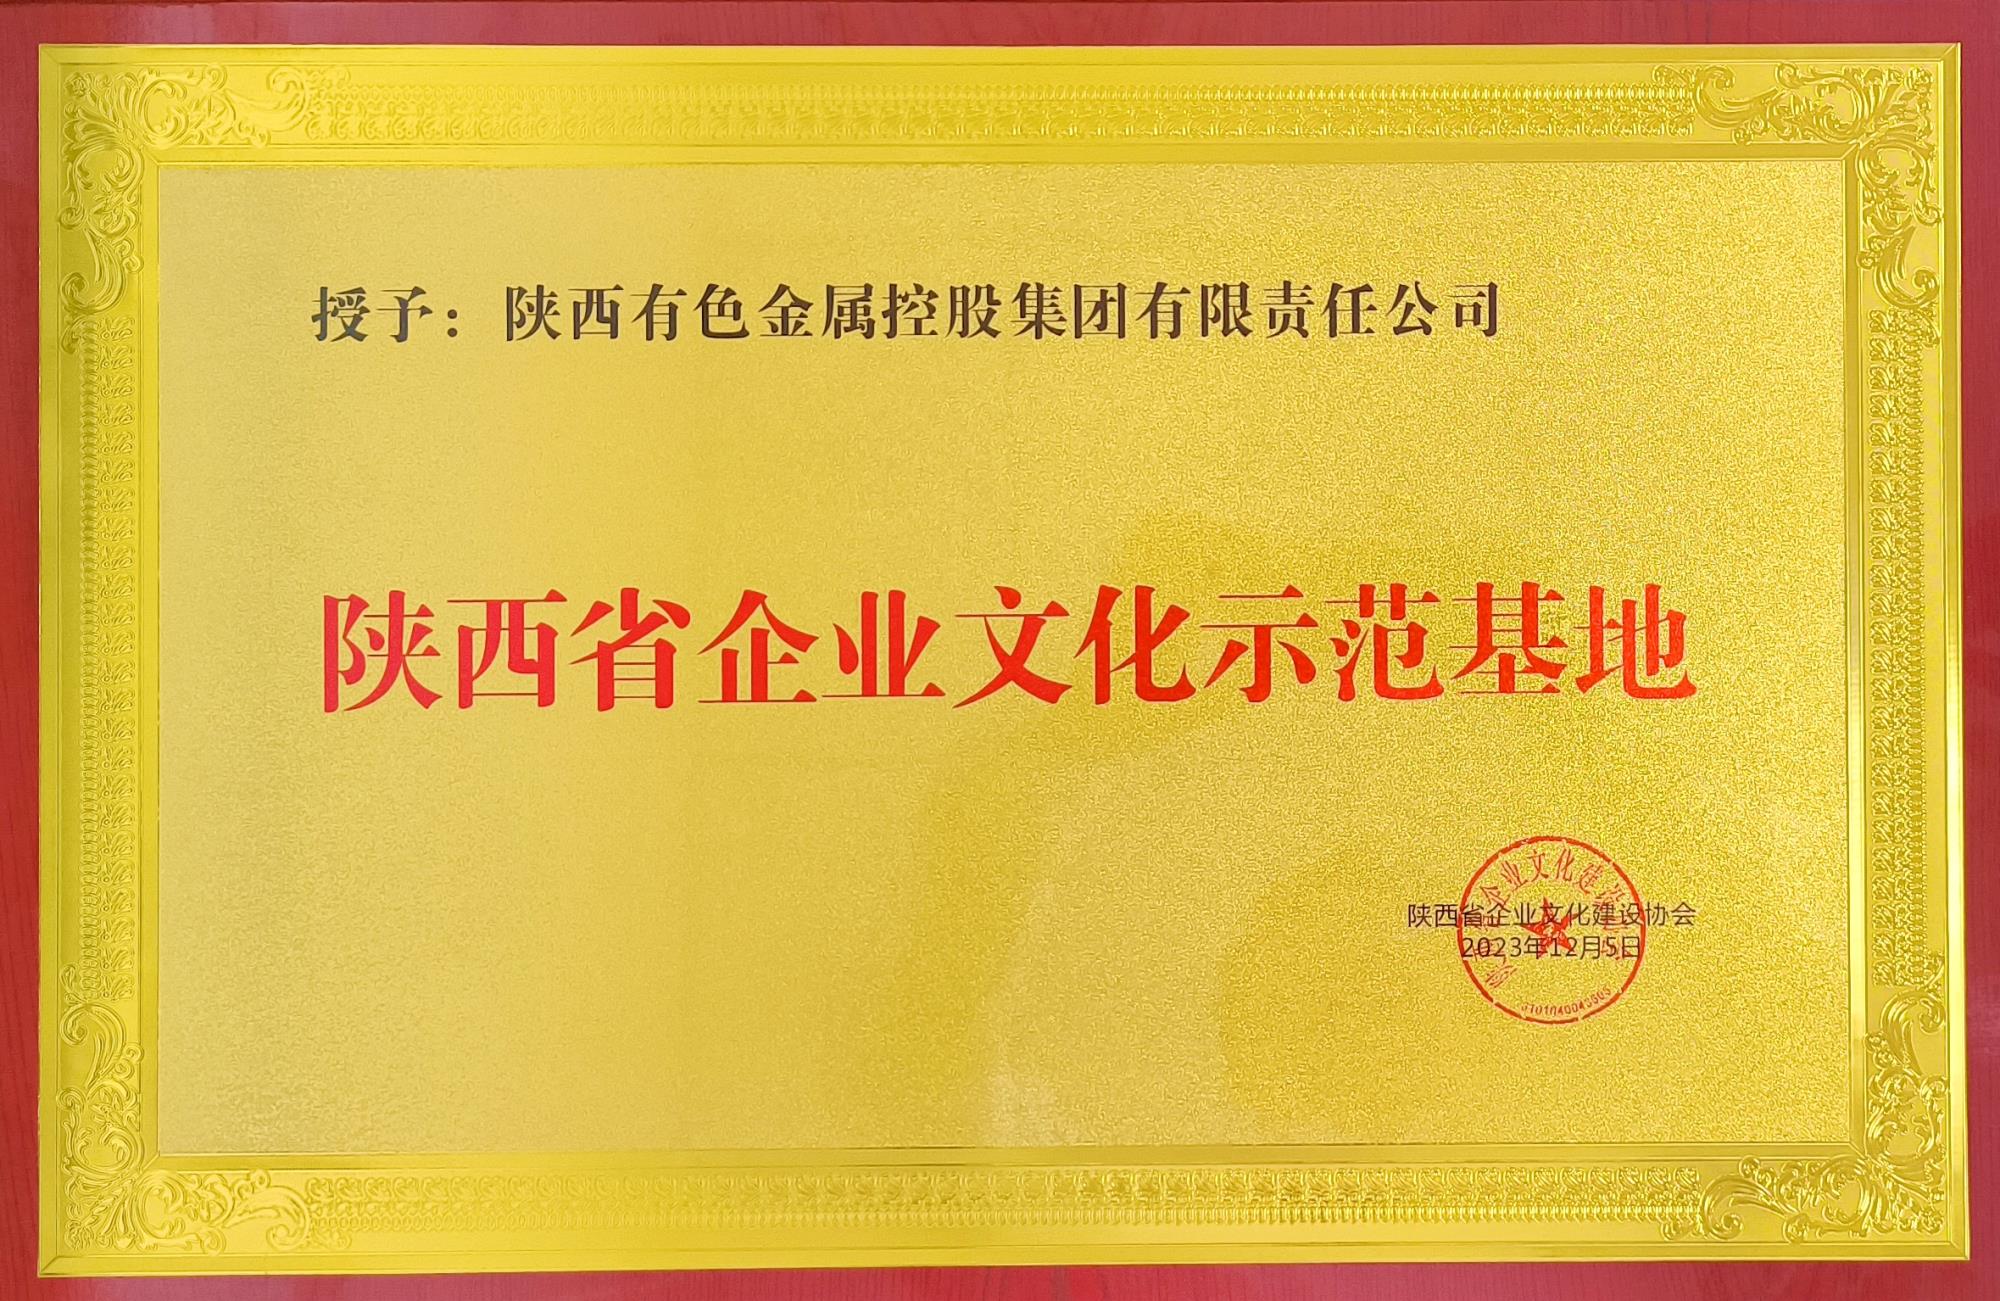 授予：陕西有色金属控股集团有限责任公司
陕西省企业文化示范基地
陕西省企业文化建设协会
2023年12月5日